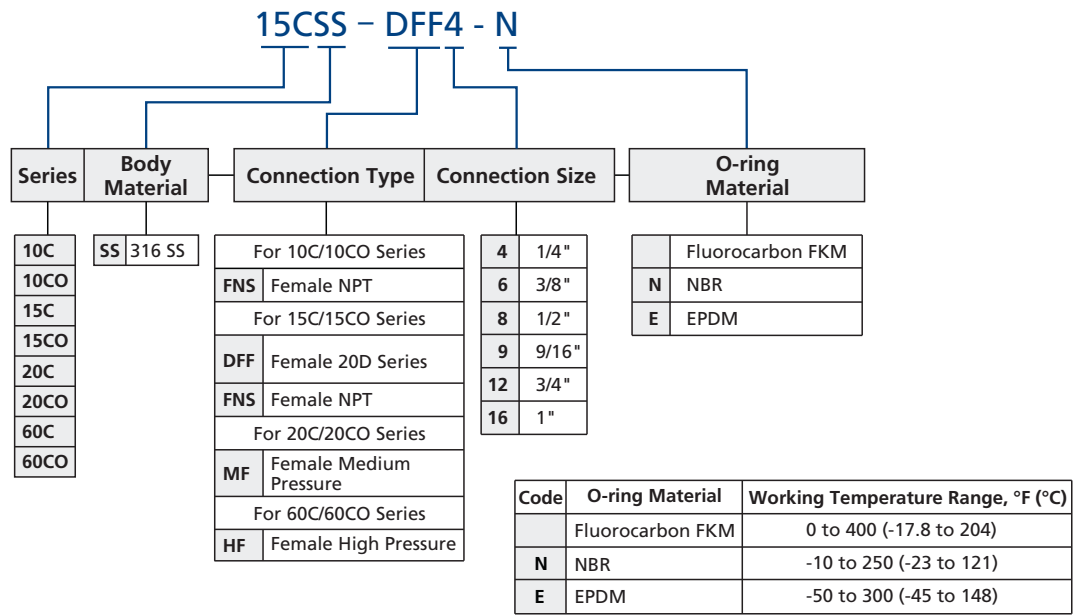 15CSS – DFF4 - N
Series
Body
Material
Connection Type
Connection Size
O-ring
Material
10C
10CO
15C
15CO
20C
20CO
60C
60CO
SS 316 SS
For 10C/10CO Series
FNS Female NPT
For 15C/15CO Series
DFF Female 20D Series
FNS Female NPT
For 20C/20CO Series
MF Female Medium
Pressure
For 60C/60CO Series
HF Female High Pressure
4 1/4"
6 3/8"
8 1/2"
9 9/16"
12 3/4"
16 1"
Fluorocarbon FKM
N NBR
E EPDM
Code O-ring Material Working Temperature Range, °F (°C)
Fluorocarbon FKM 0 to 400 (-17.8 to 204)
N NBR -10 to 250 (-23 to 121)
E EPDM -50 to 300 (-45 to 148)